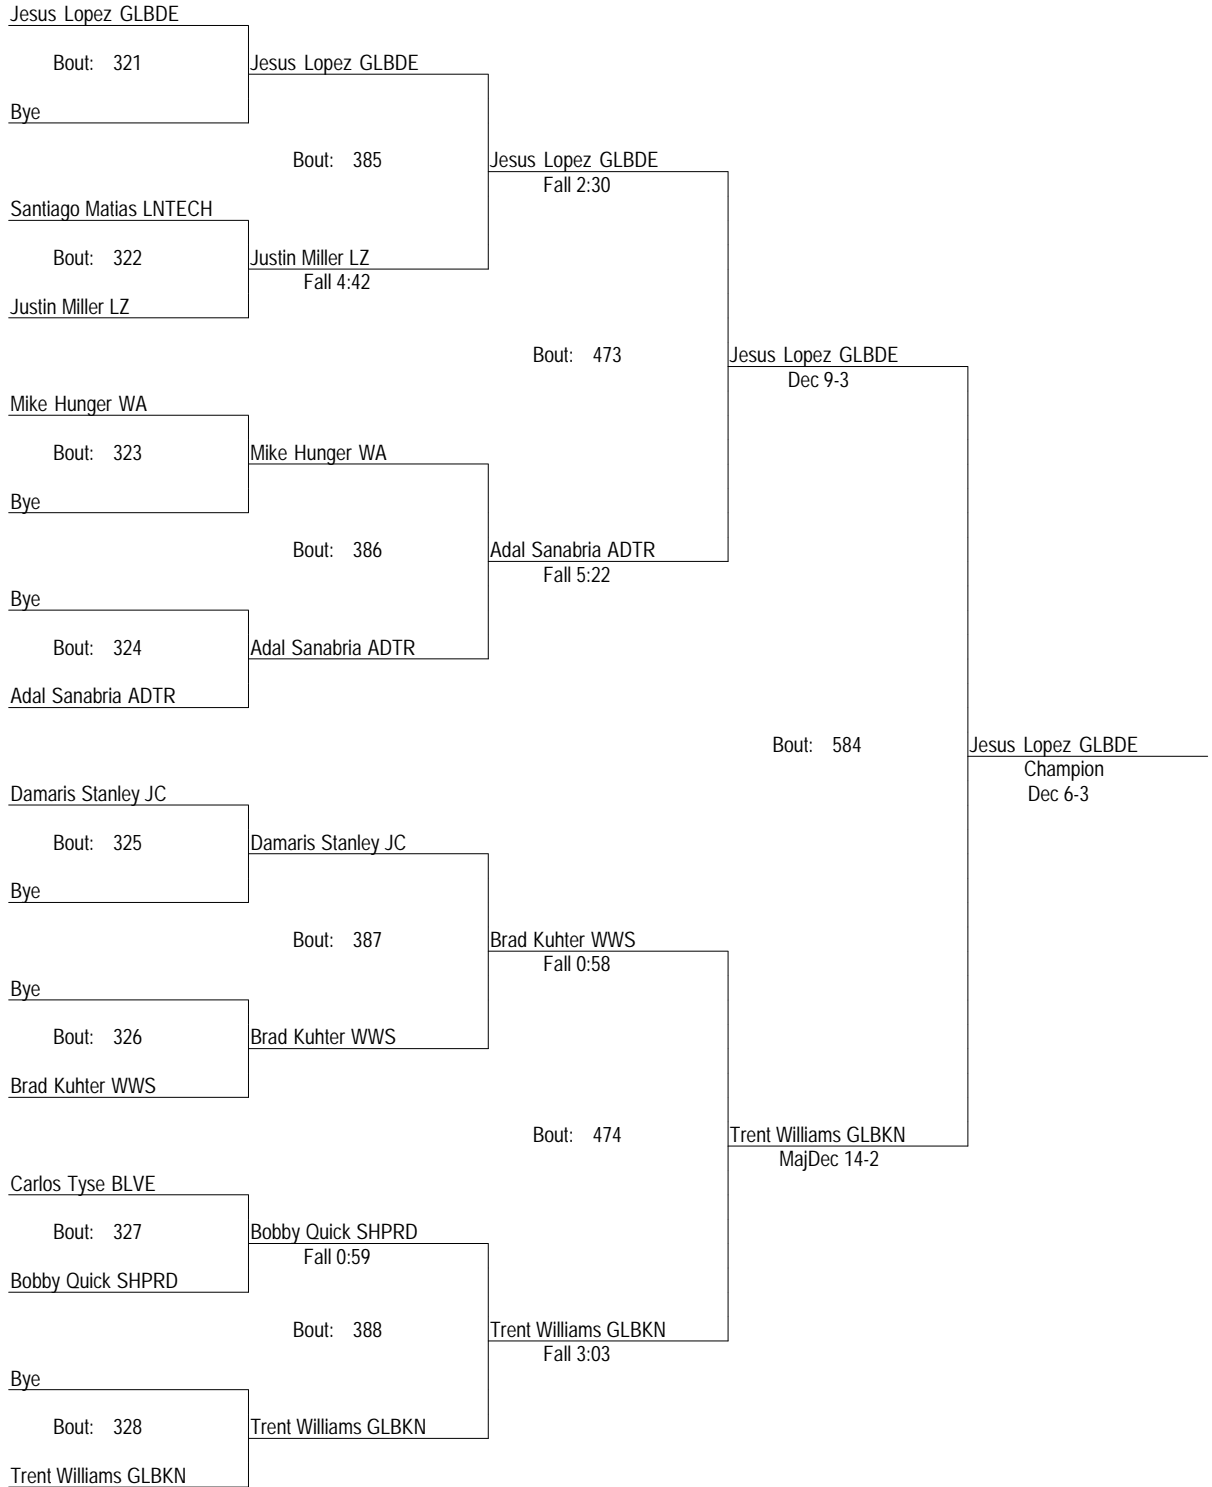 Jesus Lopez GLBDE
Bout: 321
Jesus Lopez GLBDE
Bye
Bout: 385
Jesus Lopez GLBDE
Fall 2:30
Santiago Matias LNTECH
Bout: 322
Justin Miller LZ
Fall 4:42
Justin Miller LZ
Bout: 473
Jesus Lopez GLBDE
Dec 9-3
Mike Hunger WA
Bout: 323
Mike Hunger WA
Bye
Bout: 386
Adal Sanabria ADTR
Fall 5:22
Bye
Bout: 324
Adal Sanabria ADTR
Adal Sanabria ADTR
Bout: 584
Jesus Lopez GLBDE
Champion
Dec 6-3
Damaris Stanley JC
Bout: 325
Damaris Stanley JC
Bye
Bout: 387
Brad Kuhter WWS
Fall 0:58
Bye
Bout: 326
Brad Kuhter WWS
Brad Kuhter WWS
Bout: 474
Trent Williams GLBKN
MajDec 14-2
Carlos Tyse BLVE
Bout: 327
Bobby Quick SHPRD
Fall 0:59
Bobby Quick SHPRD
Bout: 388
Trent Williams GLBKN
Fall 3:03
Bye
Bout: 328
Trent Williams GLBKN
Trent Williams GLBKN